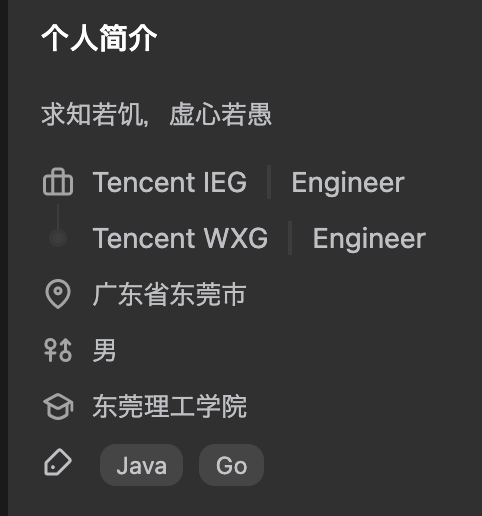 个人简介
求知若饥，虚心若愚
Tencent IEG | Engineer
Tencent WXG | Engineer
广东省东莞市
男
东莞理工学院
Java Go